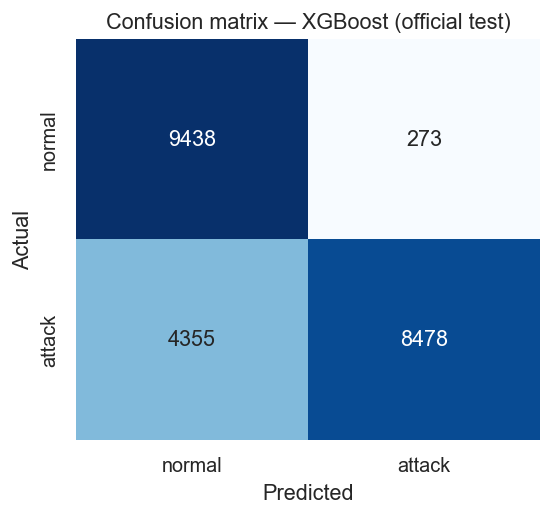 Confusion matrix — XGBoost (official test)
Actual
normal
9438
273
attack
4355
8478
normal
attack
Predicted